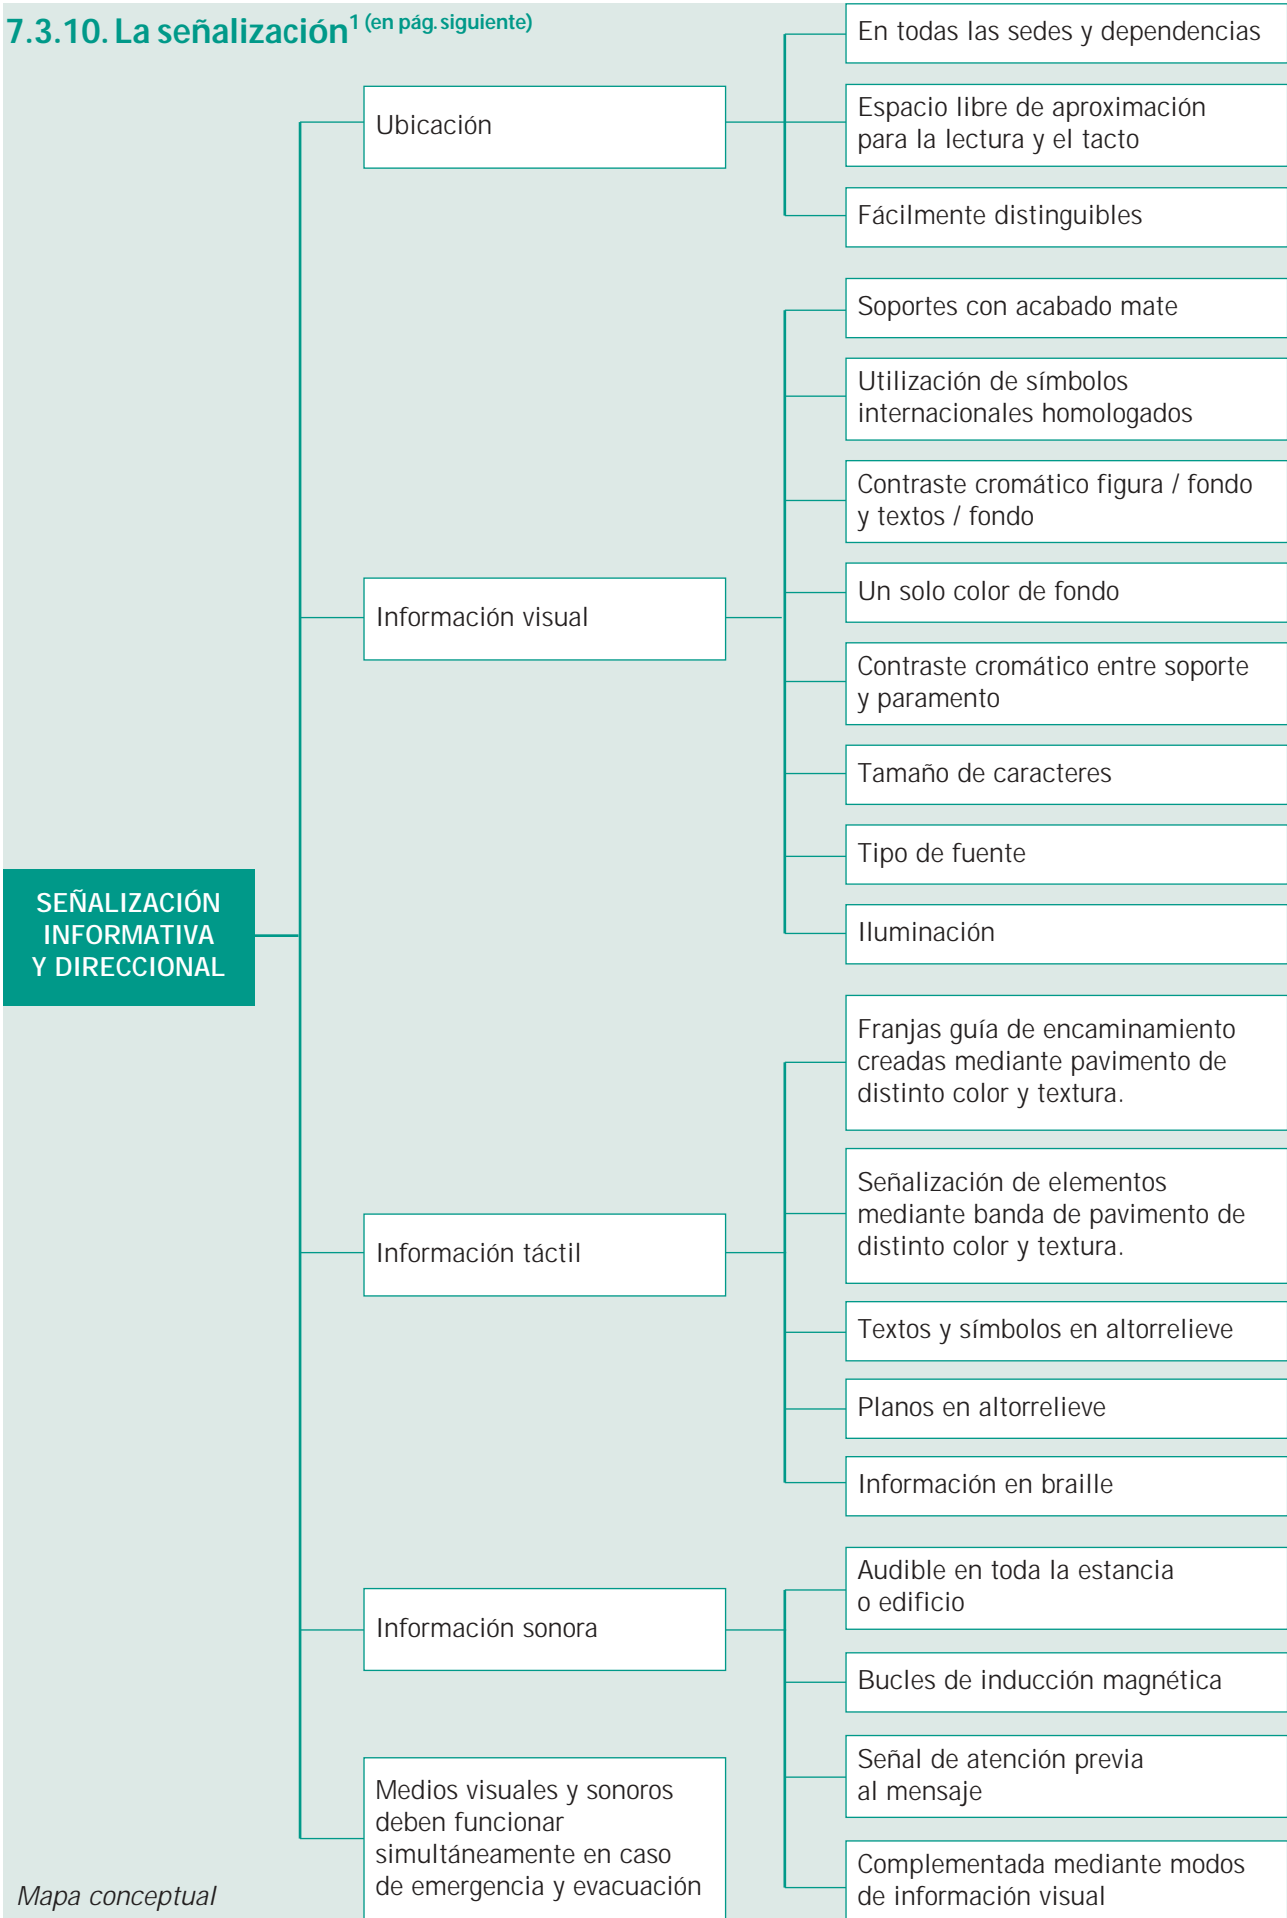 7.3.10. La señalización1 (en pág. siguiente)
En todas las sedes y dependencias
Ubicación
Espacio libre de aproximación
para la lectura y el tacto
Fácilmente distinguibles
Soportes con acabado mate
Utilización de símbolos
internacionales homologados
Contraste cromático figura / fondo
y textos / fondo
Información visual
Un solo color de fondo
Contraste cromático entre soporte
y paramento
Tamaño de caracteres
Tipo de fuente
Iluminación
SEÑALIZACIÓN
INFORMATIVA
Y DIRECCIONAL
Franjas guía de encaminamiento
creadas mediante pavimento de
distinto color y textura.
Señalización de elementos
mediante banda de pavimento de
distinto color y textura.
Información táctil
Textos y símbolos en altorrelieve
Planos en altorrelieve
Información en braille
Audible en toda la estancia
o edificio
Información sonora
Bucles de inducción magnética
Señal de atención previa
al mensaje
Complementada mediante modos
de información visual
Medios visuales y sonoros
deben funcionar
simultáneamente en caso
de emergencia y evacuación
Mapa conceptual